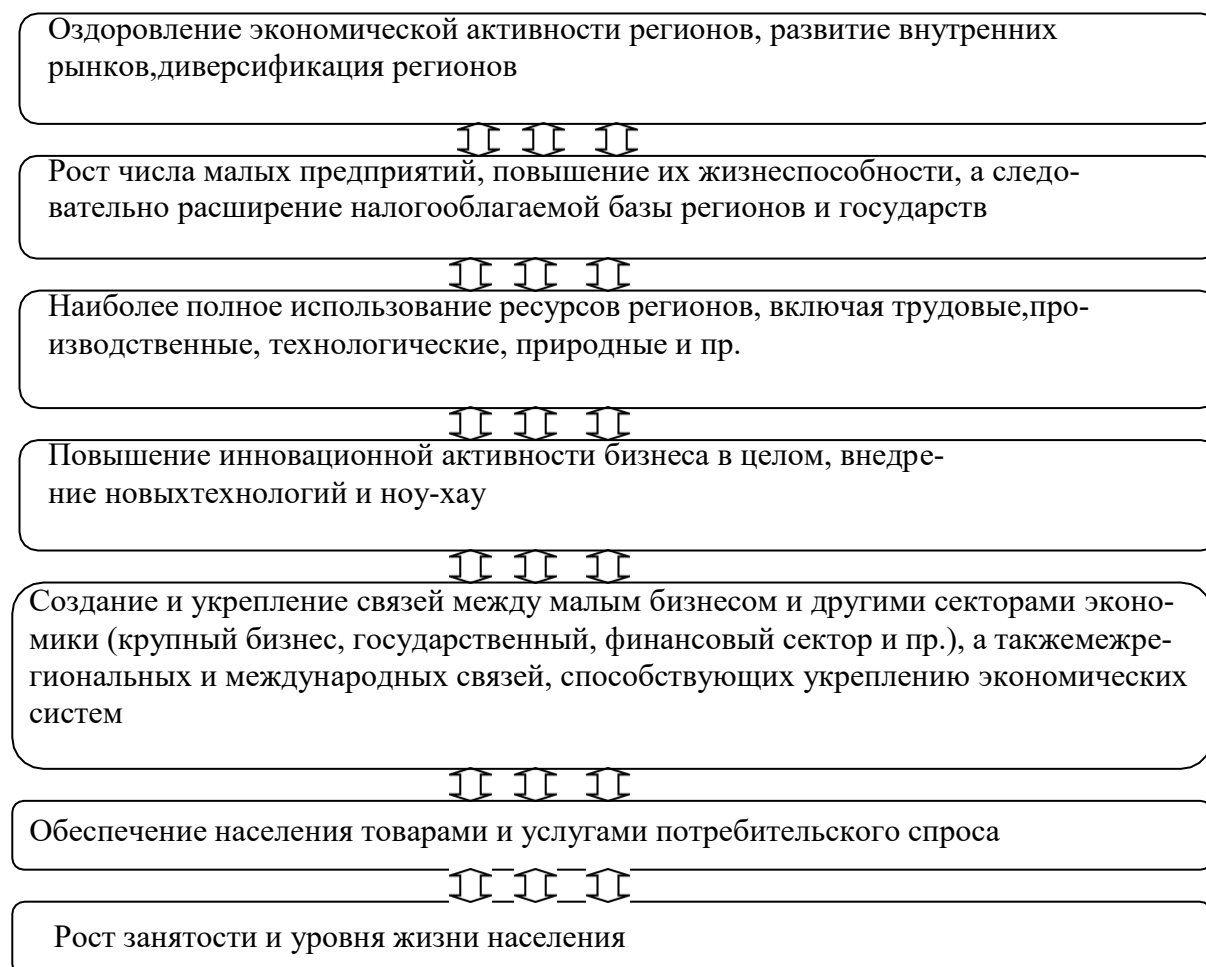 Оздоровление экономической активности регионов, развитие внутренних
рынков,диверсификация регионов
Рост числа малых предприятий, повышение их жизнеспособности, а следо-
вательно расширение налогооблагаемой базы регионов и государств
Наиболее полное использование ресурсов регионов, включая трудовые,про-
изводственные, технологические, природные и пр.
Повышение инновационной активности бизнеса в целом, внедре-
ние новыхтехнологий и ноу-хау
Создание и укрепление связей между малым бизнесом и другими секторами эконо-
мики (крупный бизнес, государственный, финансовый сектор и пр.), а такжемежре-
гиональных и международных связей, способствующих укреплению экономических
систем
Обеспечение населения товарами и услугами потребительского спроса
Рост занятости и уровня жизни населения